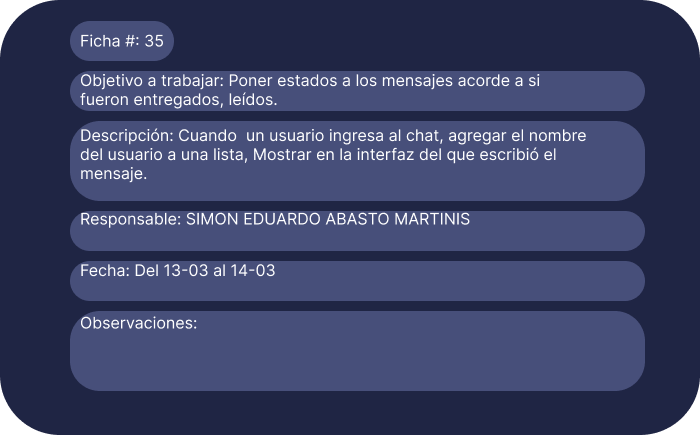 Ficha #: 35
Objetivo a trabajar: Poner estados a los mensajes acorde a si
fueron entregados, leídos.
Descripción: Cuando  un usuario ingresa al chat, agregar el nombre
del usuario a una lista, Mostrar en la interfaz del que escribió el
mensaje.
Responsable: SIMON EDUARDO ABASTO MARTINIS
Fecha: Del 13-03 al 14-03
Observaciones: